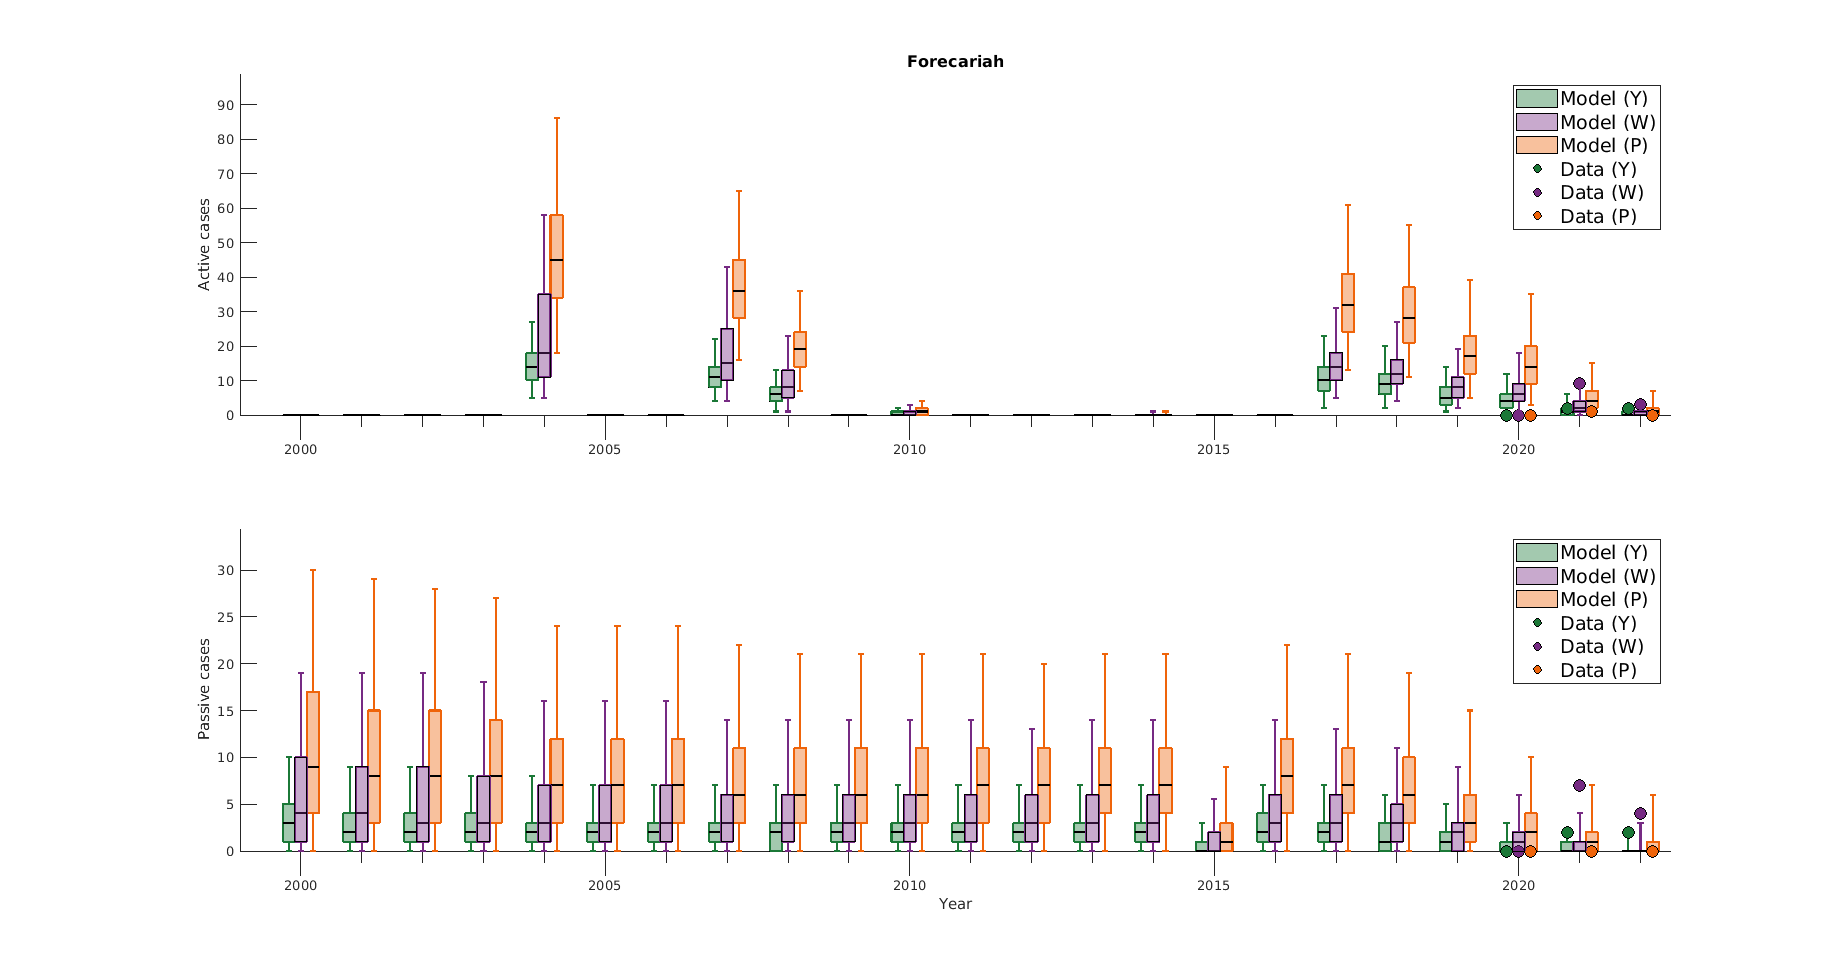 Forecariah
Active cases
90
80
70
60
50
40
30
20
10
0
2000
2005
2010
2015
2020
Model (Y)
Model (W)
Model (P)
Data (Y)
Data (W)
Data (P)
Passive cases
30
25
20
15
10
5
0
2000
2005
2010
2015
2020
Year
Model (Y)
Model (W)
Model (P)
Data (Y)
Data (W)
Data (P)